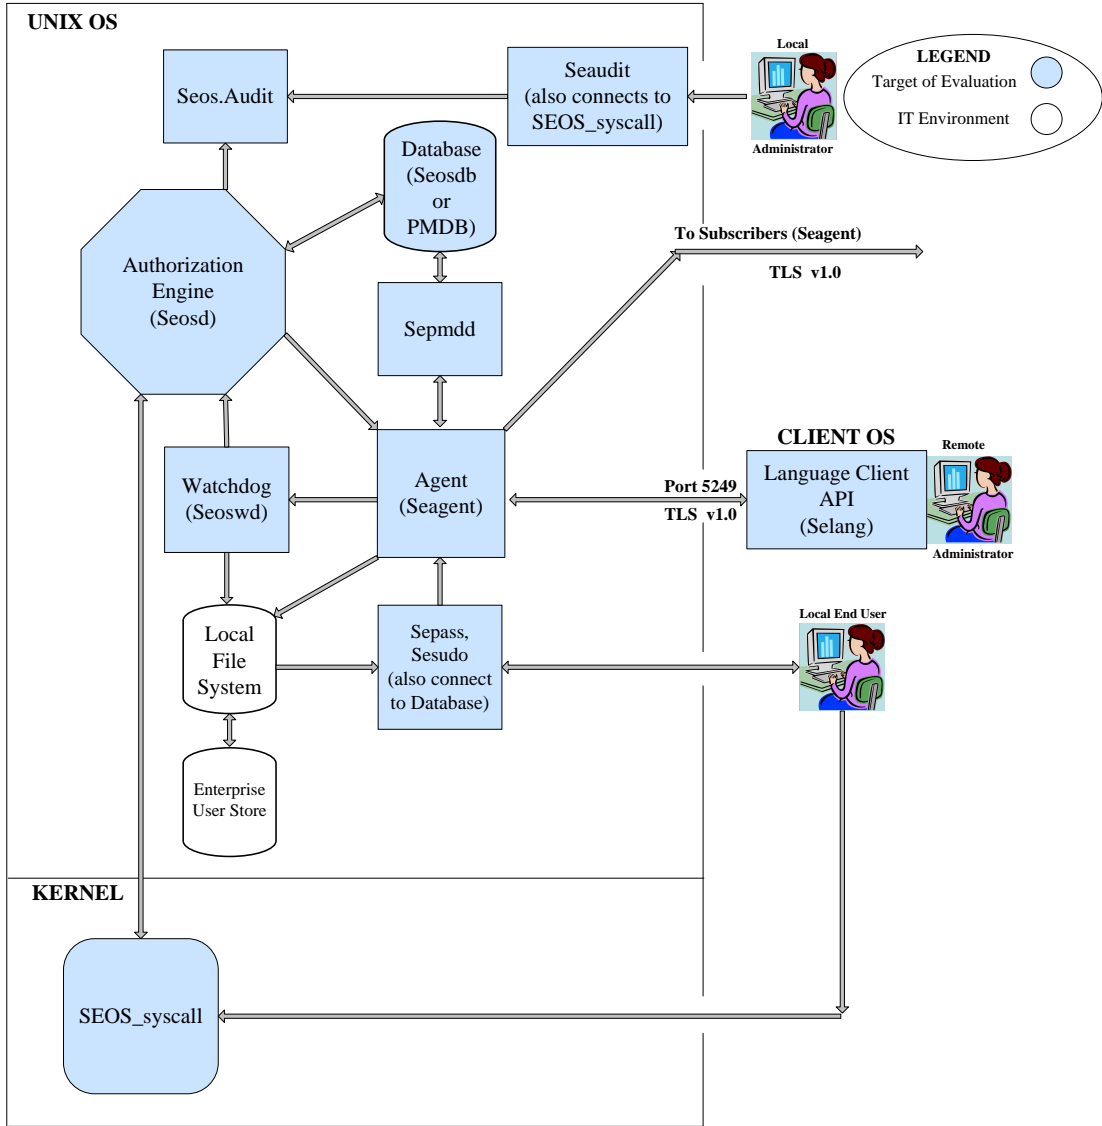 UNIX OS
Seos.Audit
Seaudit
(also connects to
SEOS_syscall)
Local
Administrator
LEGEND
Target of Evaluation
IT Environment
Database
(Seosdb
or
PMDB)
To Subscribers (Seagent)
TLS v1.0
Authorization
Engine
(Seosd)
Sepmdd
Watchdog
(Seoswd)
Agent
(Seagent)
Port 5249
TLS v1.0
CLIENT OS
Language Client
API
(Selang)
Remote
Administrator
Local
File
System
Sepass,
Sesudo
(also connect
to Database)
Local End User
Enterprise
User Store
KERNEL
SEOS_syscall